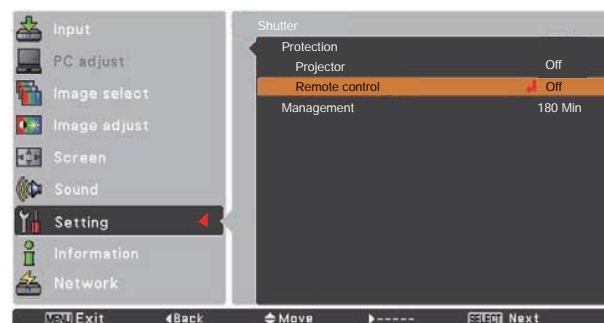 Input
PC adjust
Image select
Image adjust
Screen
Sound
Setting
Information
Network
Shutter
Protection
Projector Off
Remote control Off
Management 180 Min
MENU Exit ◀Back Move ▶----- SELECT Next